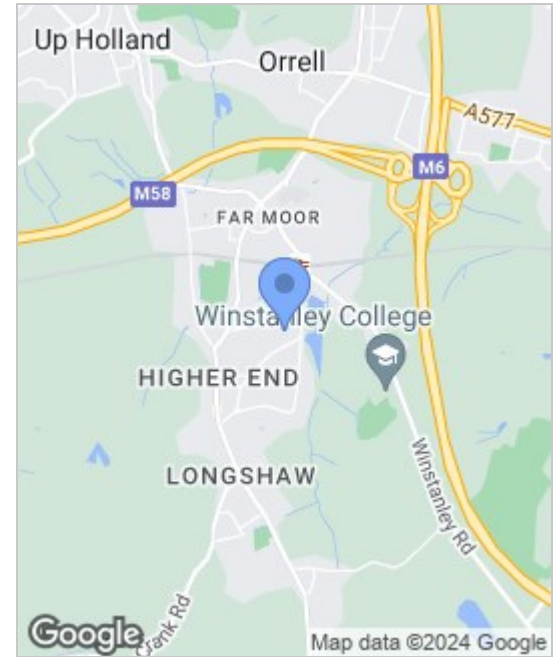 Up Holland
Orrell
A577
M6
M58
FAR MOOR
Winstanley College
HIGHER END
LONGSHAW
Winstanley Rd
Crank Rd
Google
Map data ©2024 Google